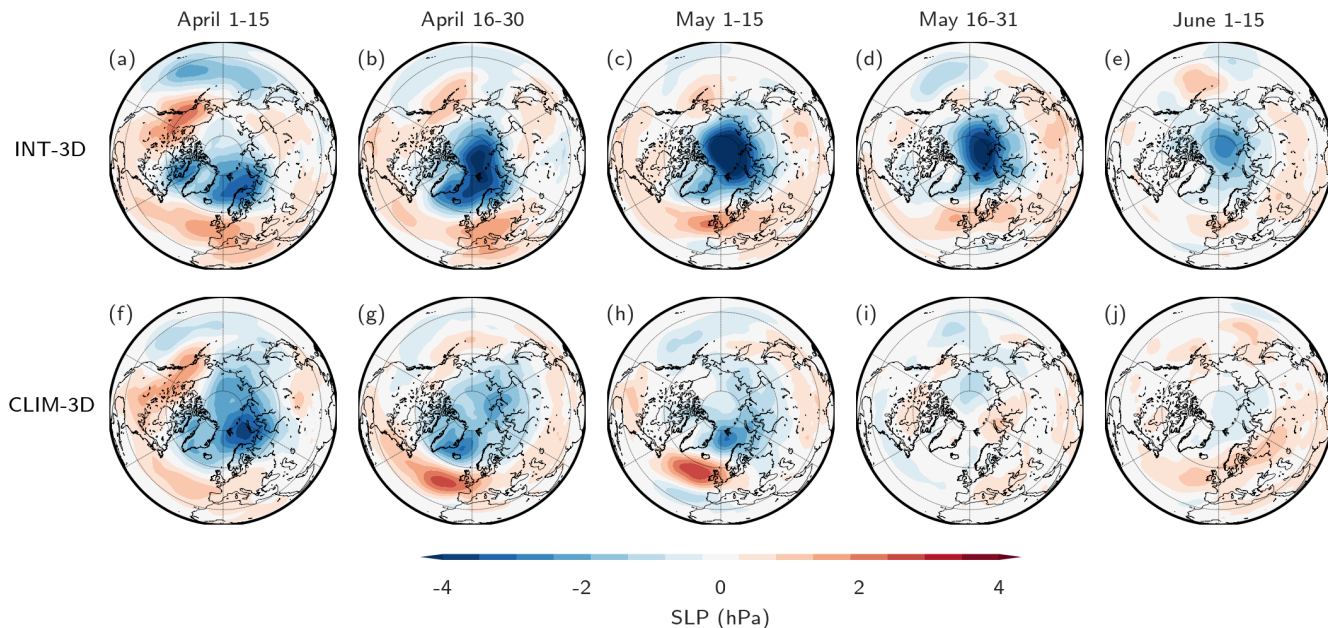 April 1-15 April 16-30 May 1-15 May 16-31 June 1-15
(a) (b) (c) (d) (e)
INT-3D
(f) (g) (h) (i) (j)
CLIM-3D
-4 -2 0 2 4
SLP (hPa)